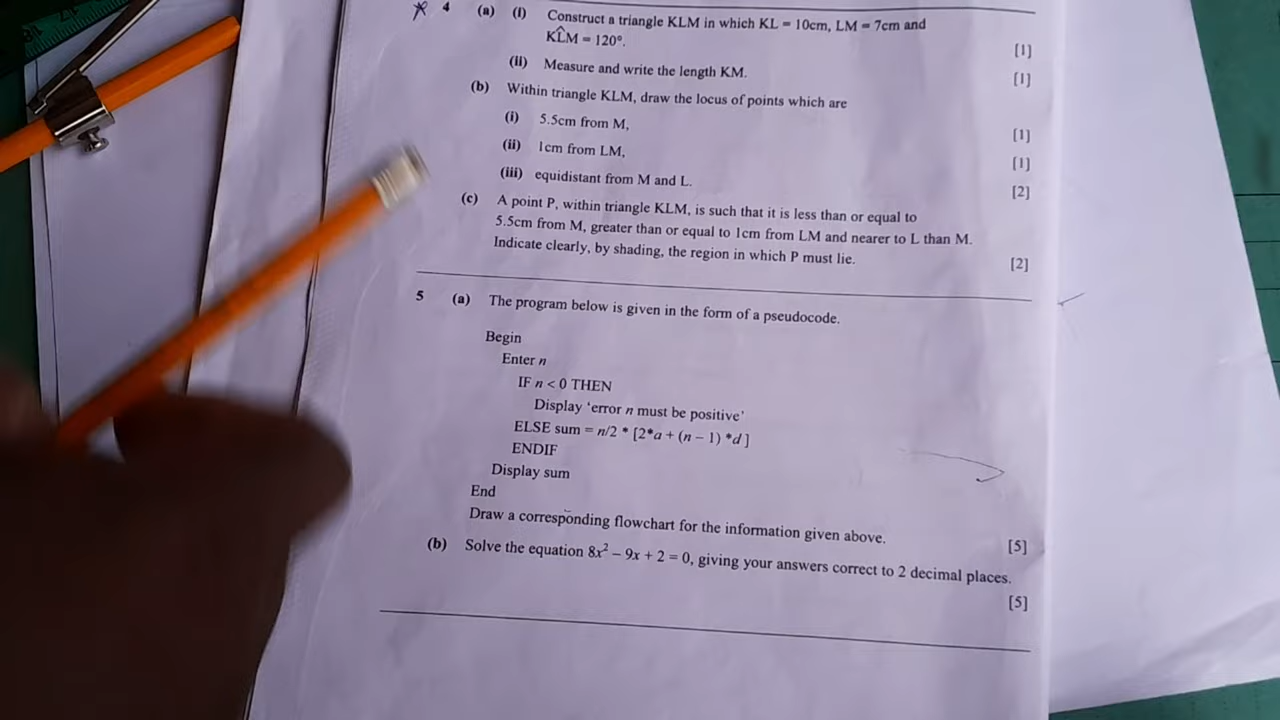 * 4 (a) (i) Construct a triangle KLM in which KL = 10cm, LM = 7cm and
KL̂M = 120°. [1]
(ii) Measure and write the length KM. [1]
(b) Within triangle KLM, draw the locus of points which are
(i) 5.5cm from M, [1]
(ii) 1cm from LM, [1]
(iii) equidistant from M and L. [2]
(c) A point P, within triangle KLM, is such that it is less than or equal to
5.5cm from M, greater than or equal to 1cm from LM and nearer to L than M.
Indicate clearly, by shading, the region in which P must lie. [2]
5 (a) The program below is given in the form of a pseudocode.
Begin
Enter n
IF n < 0 THEN
Display 'error n must be positive'
ELSE sum = n/2 * [2*a + (n – 1) *d]
ENDIF
Display sum
End
Draw a corresponding flowchart for the information given above. [5]
(b) Solve the equation 8x² – 9x + 2 = 0, giving your answers correct to 2 decimal places.
[5]